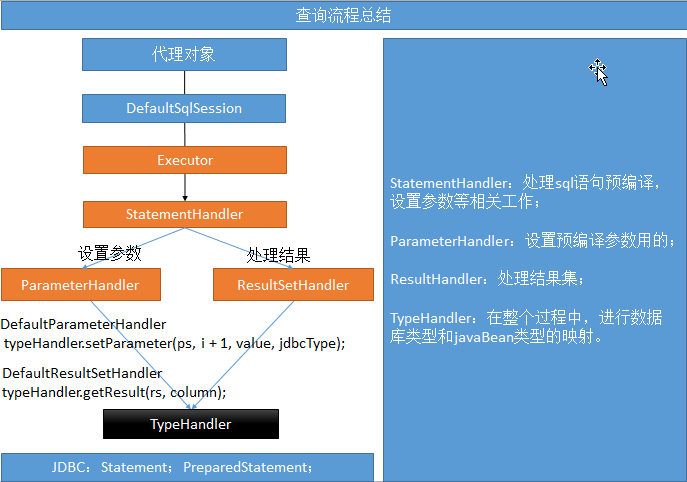 查询流程总结
代理对象
DefaultSqlSession
Executor
StatementHandler
设置参数
处理结果
ParameterHandler
ResultSetHandler
DefaultParameterHandler
typeHandler.setParameter(ps, i + 1, value, jdbcType);
DefaultResultSetHandler
typeHandler.getResult(rs, column);
TypeHandler
JDBC：Statement；PreparedStatement；
StatementHandler：处理sql语句预编译，
设置参数等相关工作；
ParameterHandler：设置预编译参数用的；
ResultHandler：处理结果集；
TypeHandler：在整个过程中，进行数据
库类型和javaBean类型的映射。